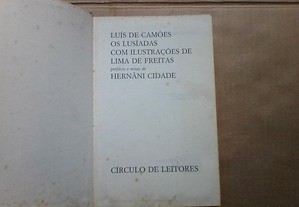 LUÍS DE CAMÕES
OS LUSÍADAS
COM ILUSTRAÇÕES DE
LIMA DE FREITAS
prefácio e notas de
HERNÂNI CIDADE
CÍRCULO DE LEITORES